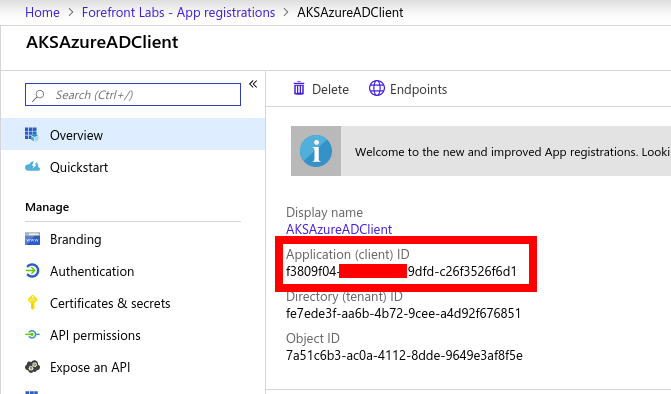 Home > Forefront Labs - App registrations > AKSAzureADClient
AKSAzureADClient
Search (Ctrl+/)
«
Delete
Endpoints
Overview
Quickstart
Welcome to the new and improved App registrations. Looki
Manage
Branding
Authentication
Certificates & secrets
API permissions
Expose an API
Display name
AKSAzureADClient
Application (client) ID
f3809f04- 9dfd-c26f3526f6d1
Directory (tenant) ID
fe7ede3f-aa6b-4b72-9cee-a4d92f676851
Object ID
7a51c6b3-ac0a-4112-8dde-9649e3af8f5e